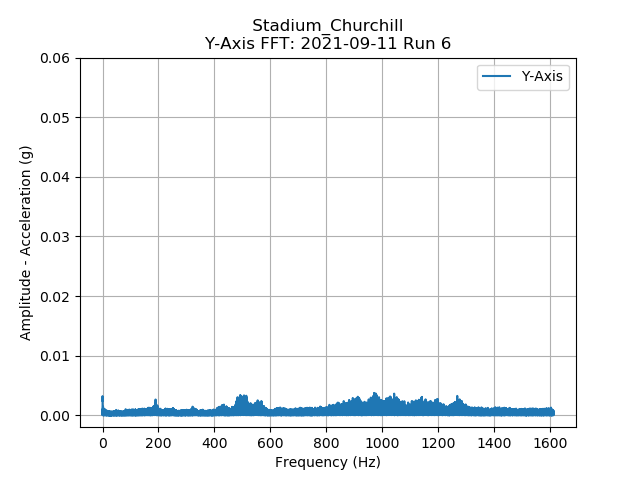 Stadium_Churchill
Y-Axis FFT: 2021-09-11 Run 6
Y-Axis
0.06
0.05
0.04
0.03
0.02
0.01
0.00
Amplitude - Acceleration (g)
0 200 400 600 800 1000 1200 1400 1600
Frequency (Hz)